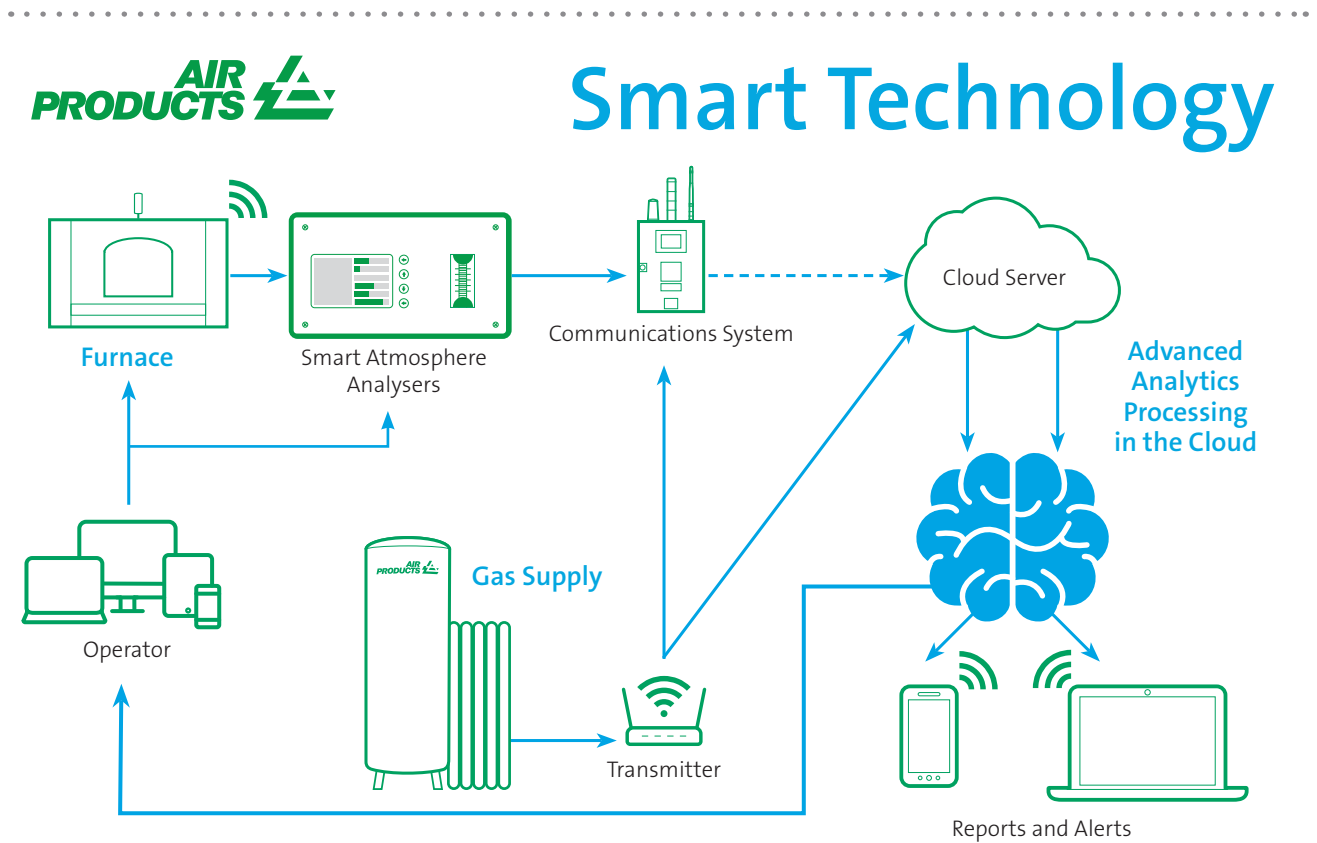 AIR
PRODUCTS
Smart Technology
Furnace
Smart Atmosphere
Analysers
Communications System
Cloud Server
Advanced
Analytics
Processing
in the Cloud
Operator
AIR
PRODUCTS
Gas Supply
Transmitter
Reports and Alerts